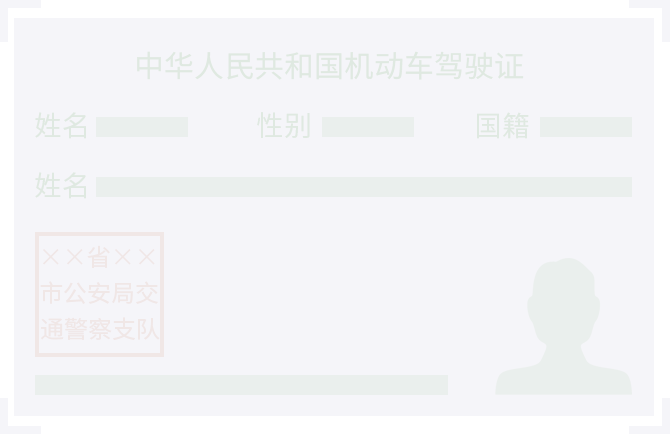 中华人民共和国机动车驾驶证
姓名 性别 国籍
姓名
××省××
市公安局交
通警察支队